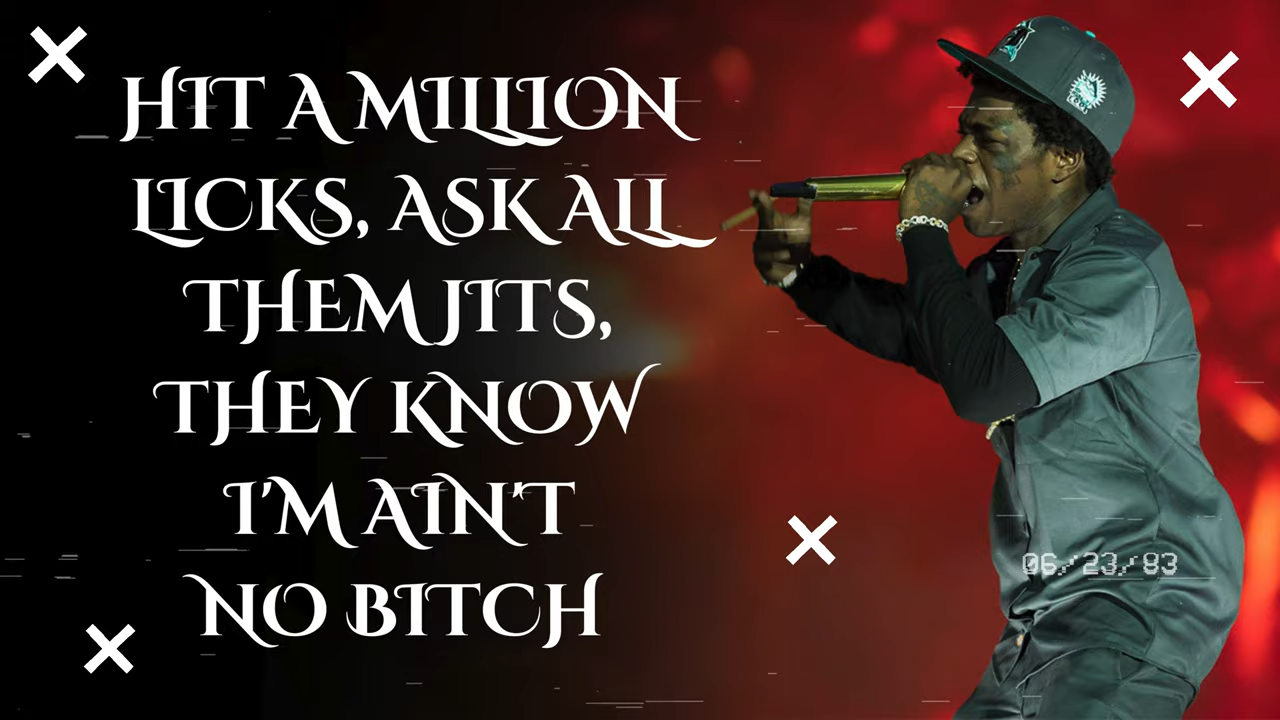 HIT A MILLION
LICKS, ASK ALL
THEM JITS,
THEY KNOW
I'M AIN'T
NO BITCH
06/23/83